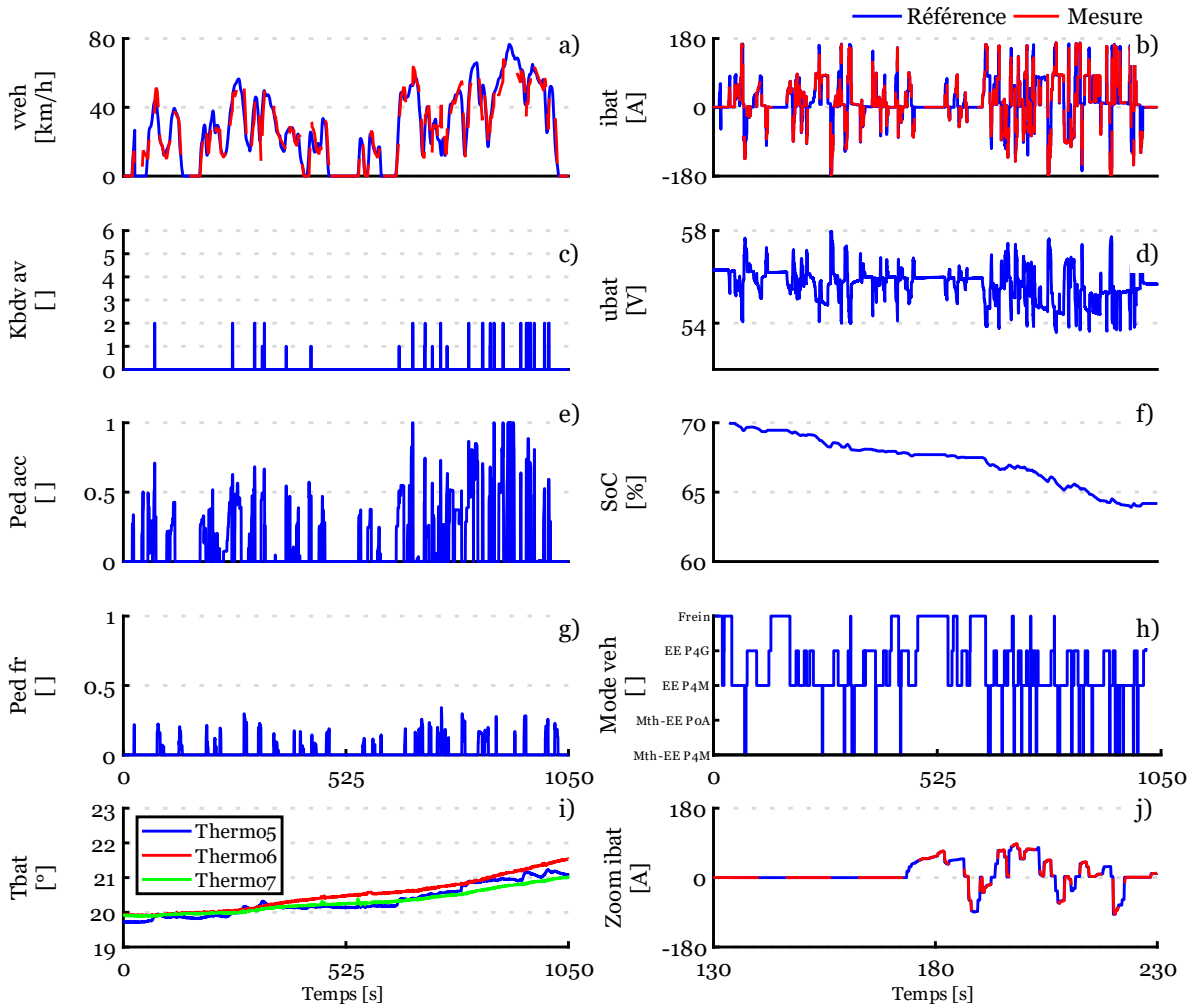 Référence Mesure
80
40
0
vveh
[km/h]
a)
180
0
-180
ibat
[A]
b)
6
5
4
3
2
1
0
Kbdv av
[ ]
c)
58
54
ubat
[V]
d)
1
0.5
0
Ped acc
[ ]
e)
70
65
60
SoC
[%]
f)
1
0.5
0
Ped fr
[ ]
g)
0 525 1050
Frein
EE P4G
EE P4M
Mth-EE P0A
Mth-EE P4M
Mode veh
[ ]
h)
0 525 1050
23
22
21
20
19
Tbat
[°]
Thermo5
Thermo6
Thermo7
i)
0 525 1050
Temps [s]
180
0
-180
Zoom ibat
[A]
j)
130 180 230
Temps [s]